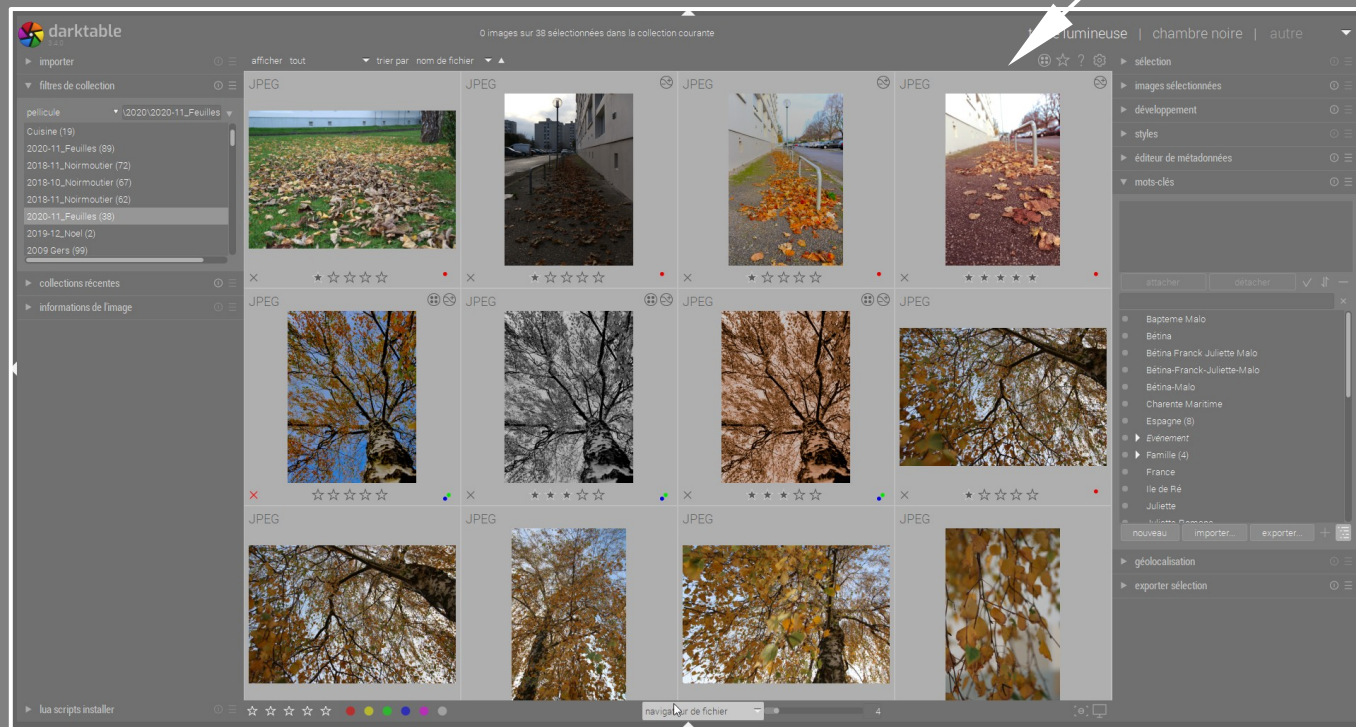 darktable
0 images sur 38 sélectionnées dans la collection courante
lumineuse | chambre noire | autre
importer
afficher tout trier par nom de fichier
filtres de collection
pellicule \2020\2020-11_Feuilles
Cuisine (19)
2020-11_Feuilles (89)
2018-11_Noirmoutier (72)
2018-10_Noirmoutier (67)
2018-11_Noirmoutier (62)
2020-11_Feuilles (38)
2019-12_Noel (2)
2009 Gers (99)
collections récentes
informations de l'image
lua scripts installer
JPEG JPEG JPEG JPEG
JPEG JPEG JPEG JPEG
JPEG JPEG JPEG JPEG
navigateur de fichier 4
sélection
images sélectionnées
développement
styles
éditeur de métadonnées
mots-clés
attacher détacher
Bapteme Malo
Bétina
Bétina Franck Juliette Malo
Bétina-Franck-Juliette-Malo
Bétina-Malo
Charente Maritime
Espagne (8)
Evénement
Famille (4)
France
Ile de Ré
Juliette
nouveau importer... exporter...
géolocalisation
exporter sélection